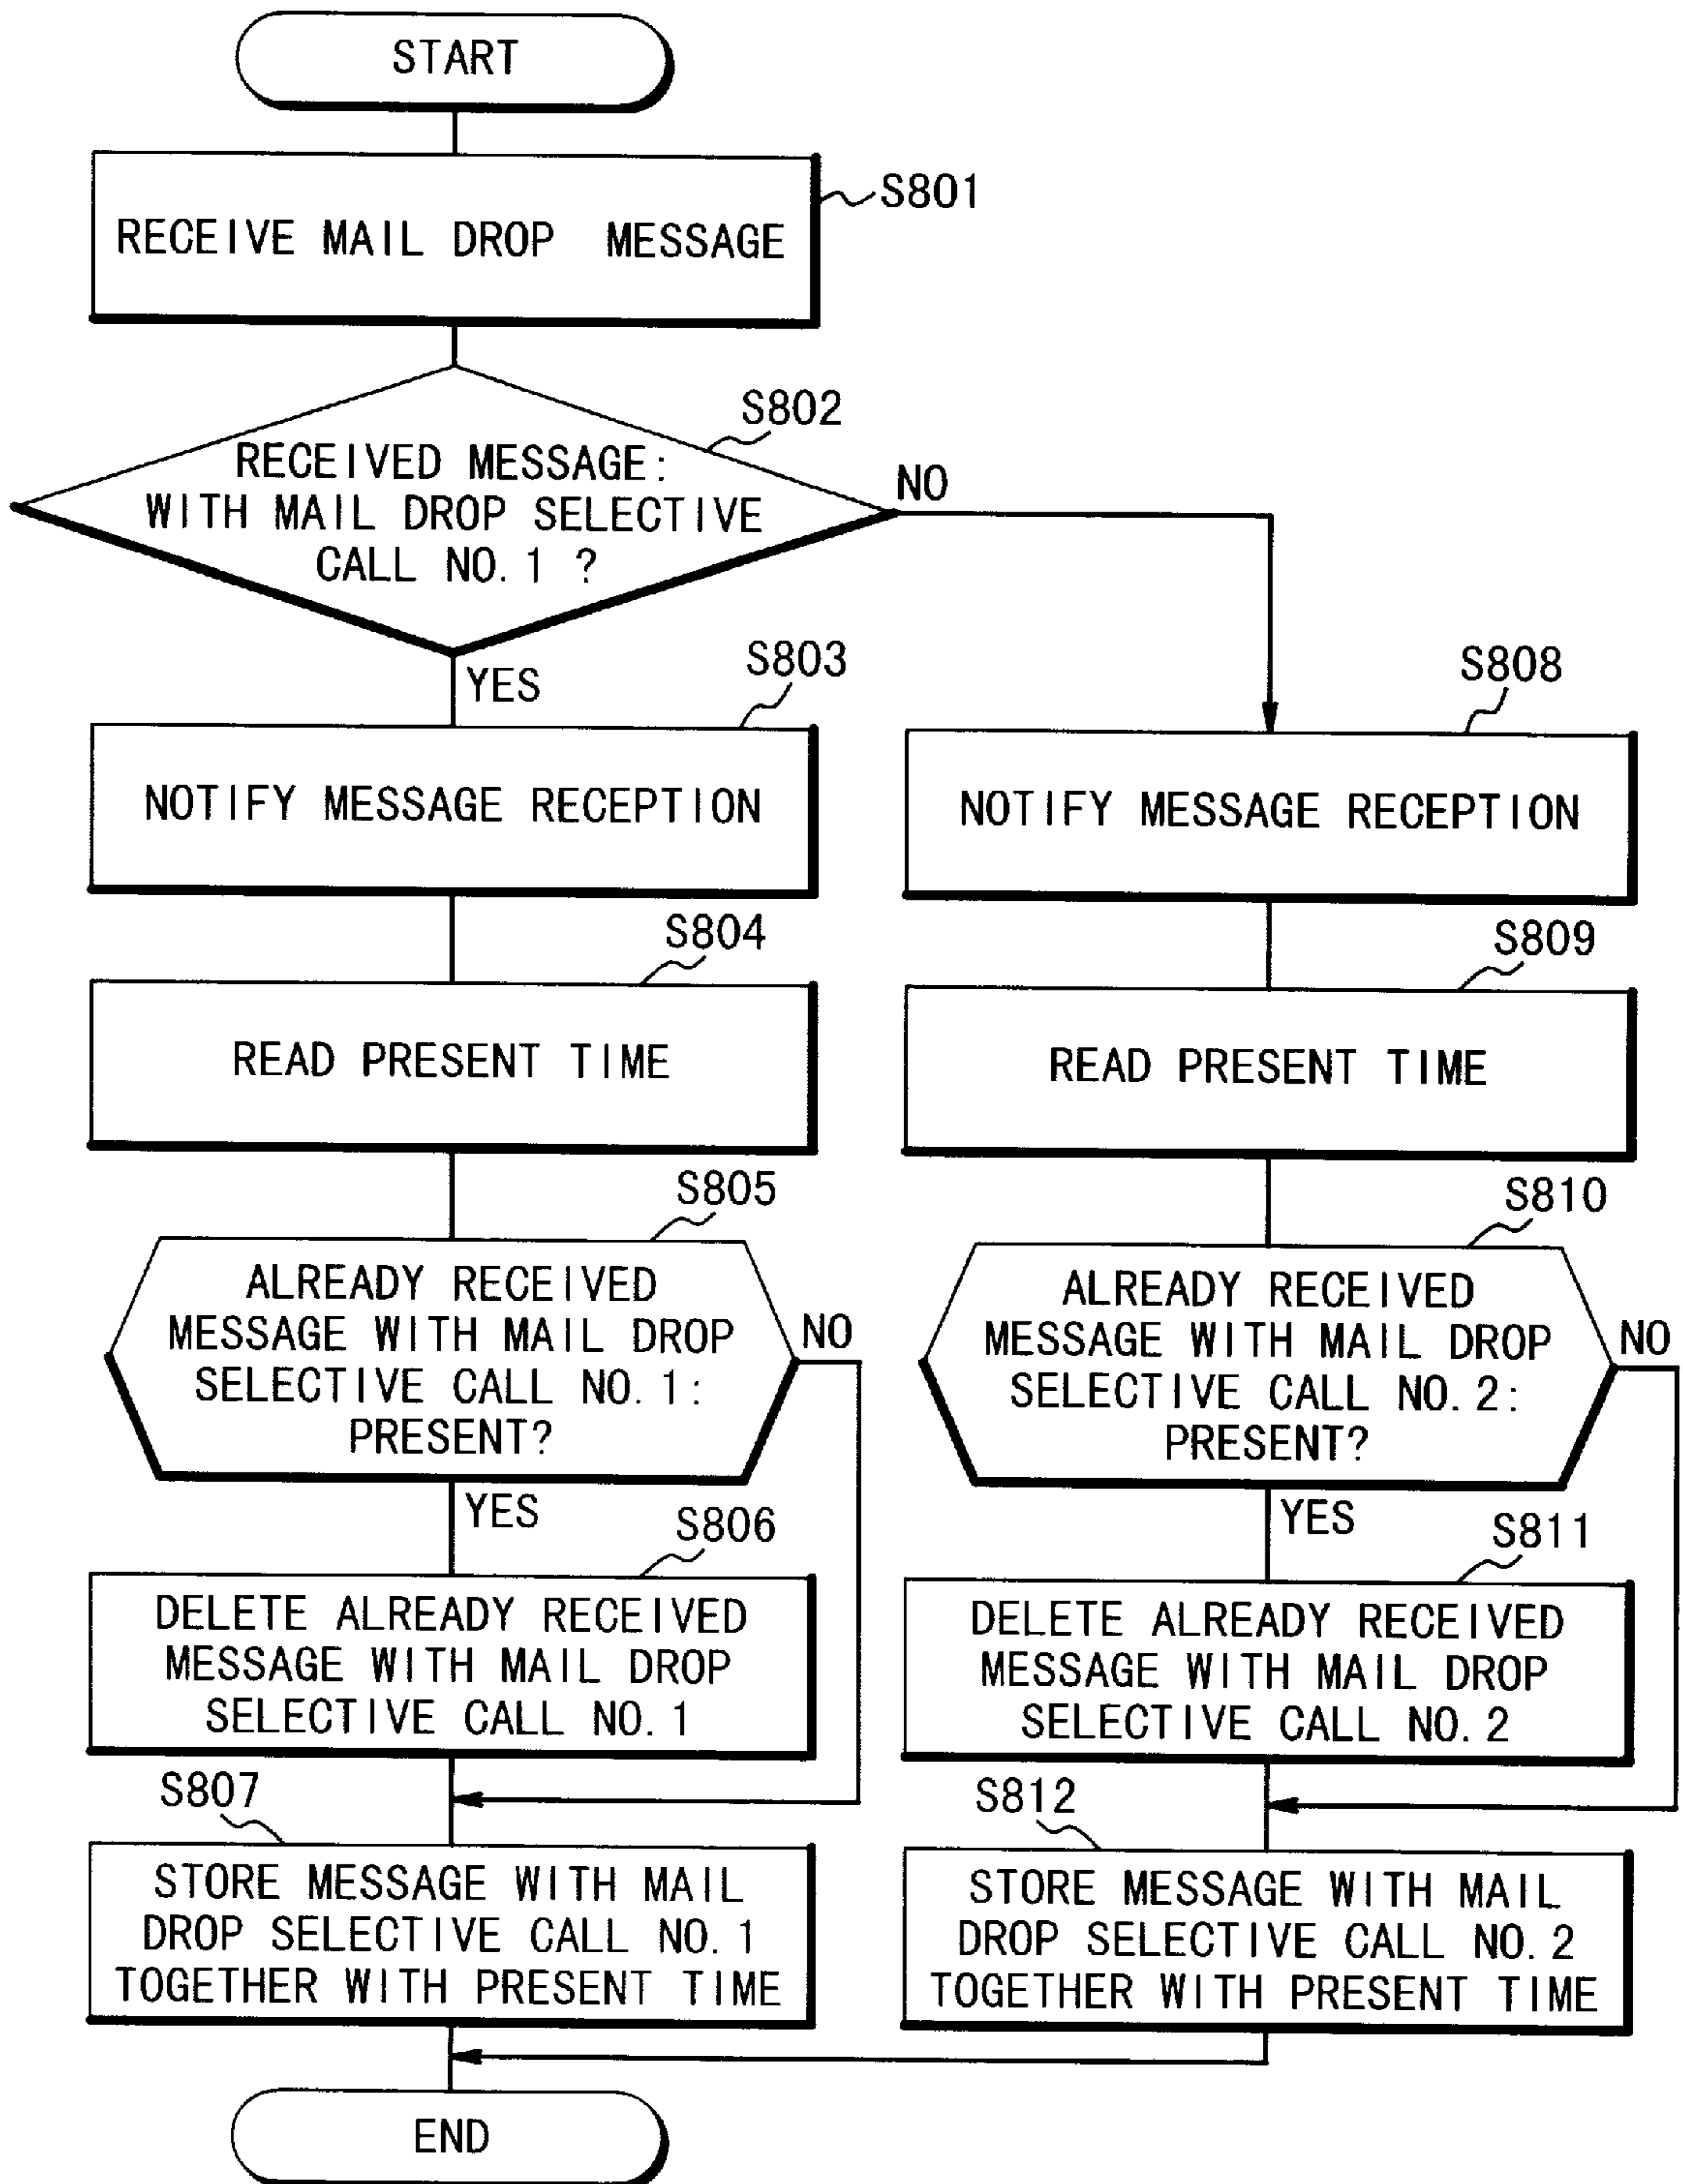 START
S801
RECEIVE MAIL DROP MESSAGE
S802
RECEIVED MESSAGE:
WITH MAIL DROP SELECTIVE
CALL NO.1 ?
NO
YES
S803
NOTIFY MESSAGE RECEPTION
S804
READ PRESENT TIME
S805
ALREADY RECEIVED
MESSAGE WITH MAIL DROP
SELECTIVE CALL NO.1:
PRESENT?
NO
YES
S806
DELETE ALREADY RECEIVED
MESSAGE WITH MAIL DROP
SELECTIVE CALL NO.1
S807
STORE MESSAGE WITH MAIL
DROP SELECTIVE CALL NO.1
TOGETHER WITH PRESENT TIME
S808
NOTIFY MESSAGE RECEPTION
S809
READ PRESENT TIME
S810
ALREADY RECEIVED
MESSAGE WITH MAIL DROP
SELECTIVE CALL NO.2:
PRESENT?
NO
YES
S811
DELETE ALREADY RECEIVED
MESSAGE WITH MAIL DROP
SELECTIVE CALL NO.2
S812
STORE MESSAGE WITH MAIL
DROP SELECTIVE CALL NO.2
TOGETHER WITH PRESENT TIME
END